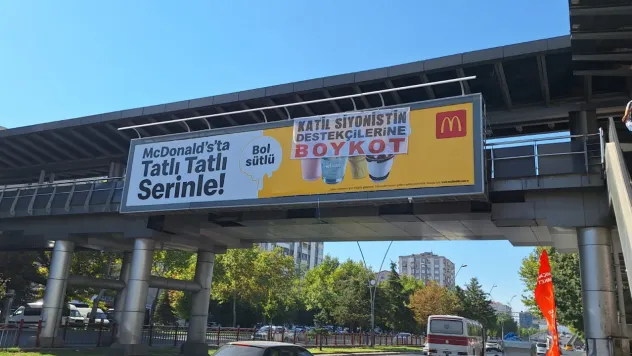 McDonald's'ta
Tatlı Tatlı
Serinle!
Bol
sütlü
KATİL SİYONİSTİN
DESTEKÇİLERİNE
BOYKOT